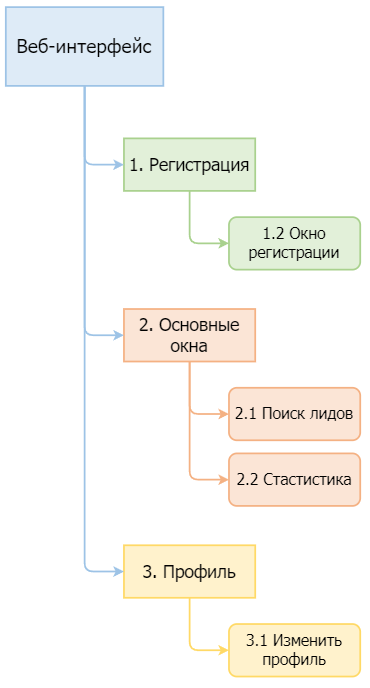 Веб-интерфейс
1. Регистрация
1.2 Окно
регистрации
2. Основные
окна
2.1 Поиск лидов
2.2 Стастистика
3. Профиль
3.1 Изменить
профиль